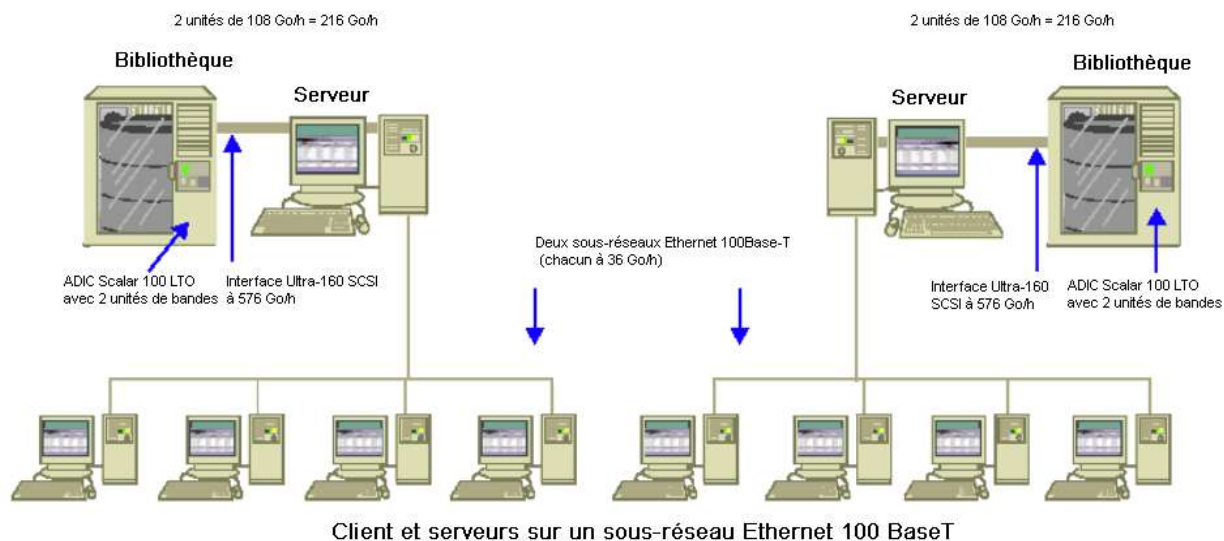 2 unités de 108 Go/h = 216 Go/h
2 unités de 108 Go/h = 216 Go/h
Bibliothèque
Bibliothèque
Serveur
Serveur
Deux sous-réseaux Ethernet 100Base-T
(chacun à 36 Go/h)
ADIC Scalar 100 LTO
avec 2 unités de bandes
Interface Ultra-160 SCSI
à 576 Go/h
Interface Ultra-160
SCSI à 576 Go/h
ADIC Scalar 100 LTO
avec 2 unités de bandes
Client et serveurs sur un sous-réseau Ethernet 100 BaseT